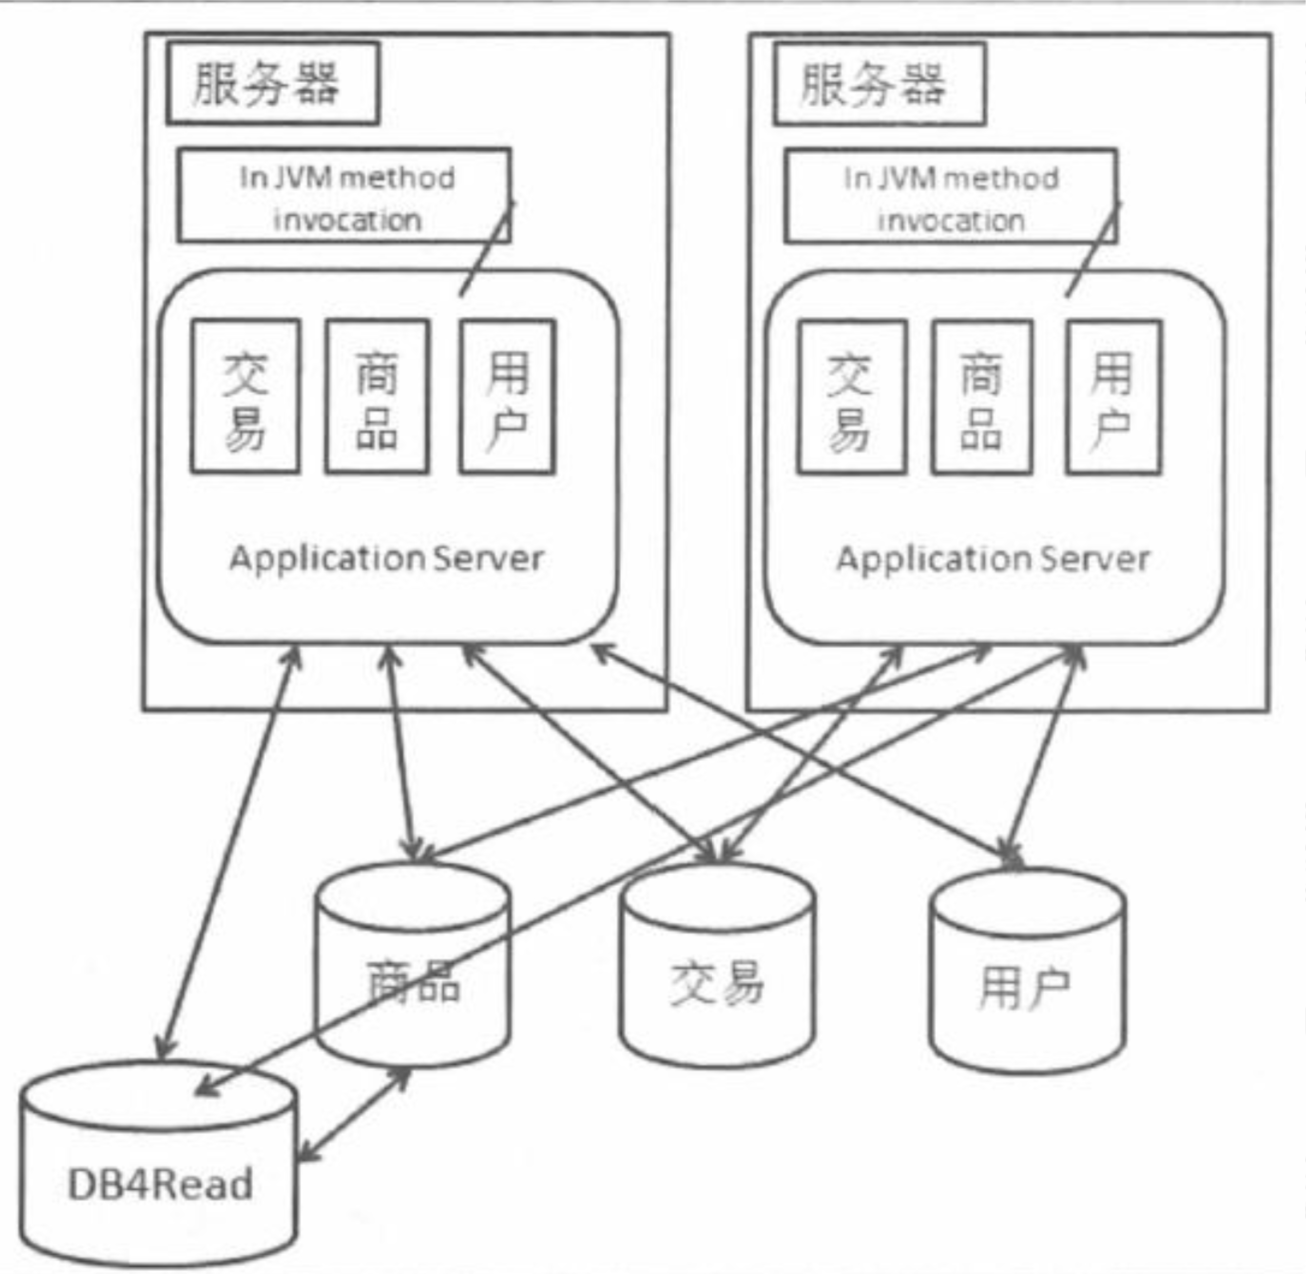 服务器
In JVM method
invocation
交易
商品
用户
Application Server
服务器
In JVM method
invocation
交易
商品
用户
Application Server
商品
交易
用户
DB4Read